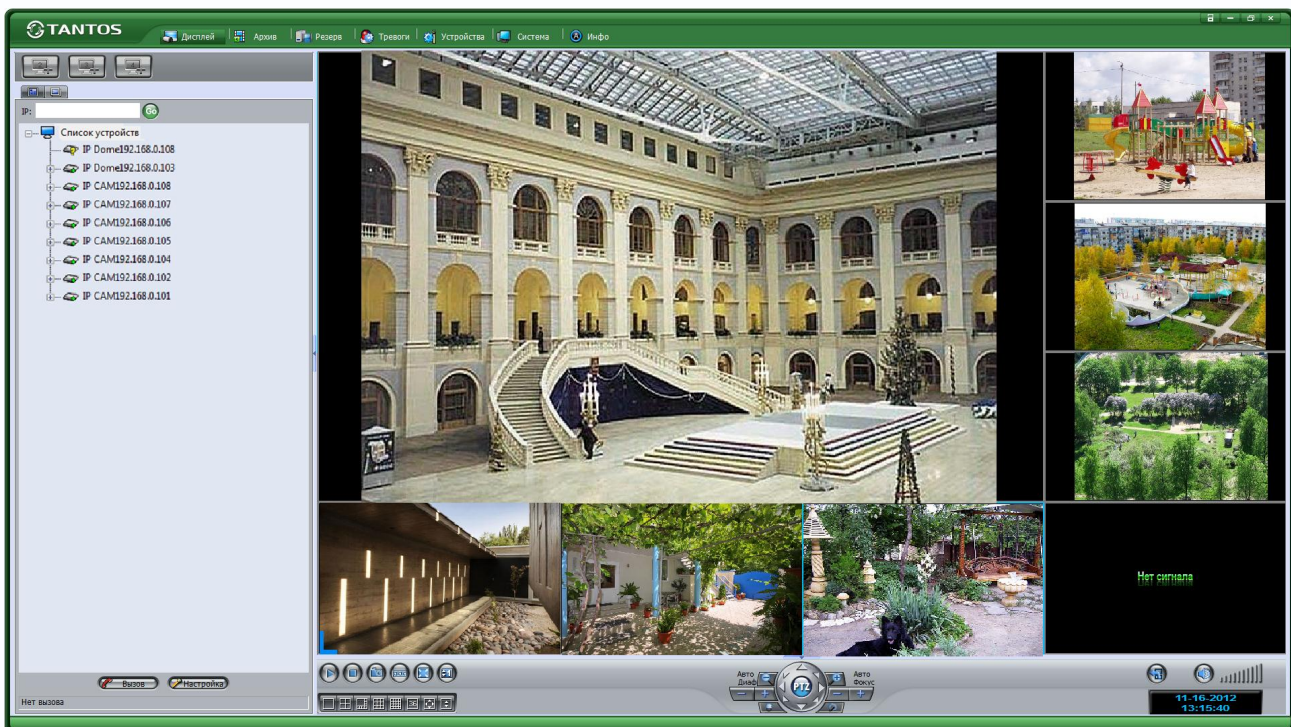 TANTOS
Дисплей Архив Резерв Тревоги Устройства Система Инфо
IP: Go
Список устройств
IP Dome192.168.0.108
IP Dome192.168.0.103
IP CAM192.168.0.108
IP CAM192.168.0.107
IP CAM192.168.0.106
IP CAM192.168.0.105
IP CAM192.168.0.104
IP CAM192.168.0.102
IP CAM192.168.0.101
Нет сигнала
Вызов Настройка
Нет вызова
Авто
Диаф
PTZ
Авто
Фокус
11-16-2012
13:15:40